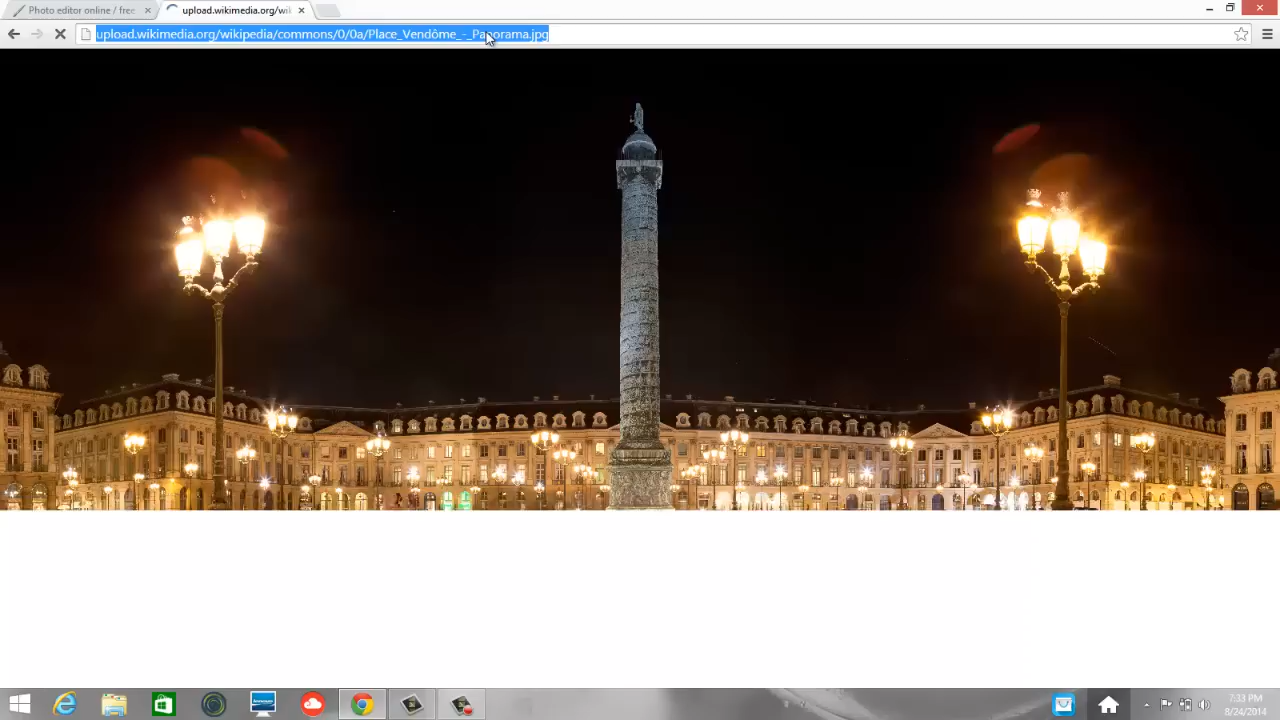 Photo editor online / free
upload.wikimedia.org/wiki
upload.wikimedia.org/wikipedia/commons/0/0a/Place_Vendôme_-_Panorama.jpg
7:33 PM
8/24/2014